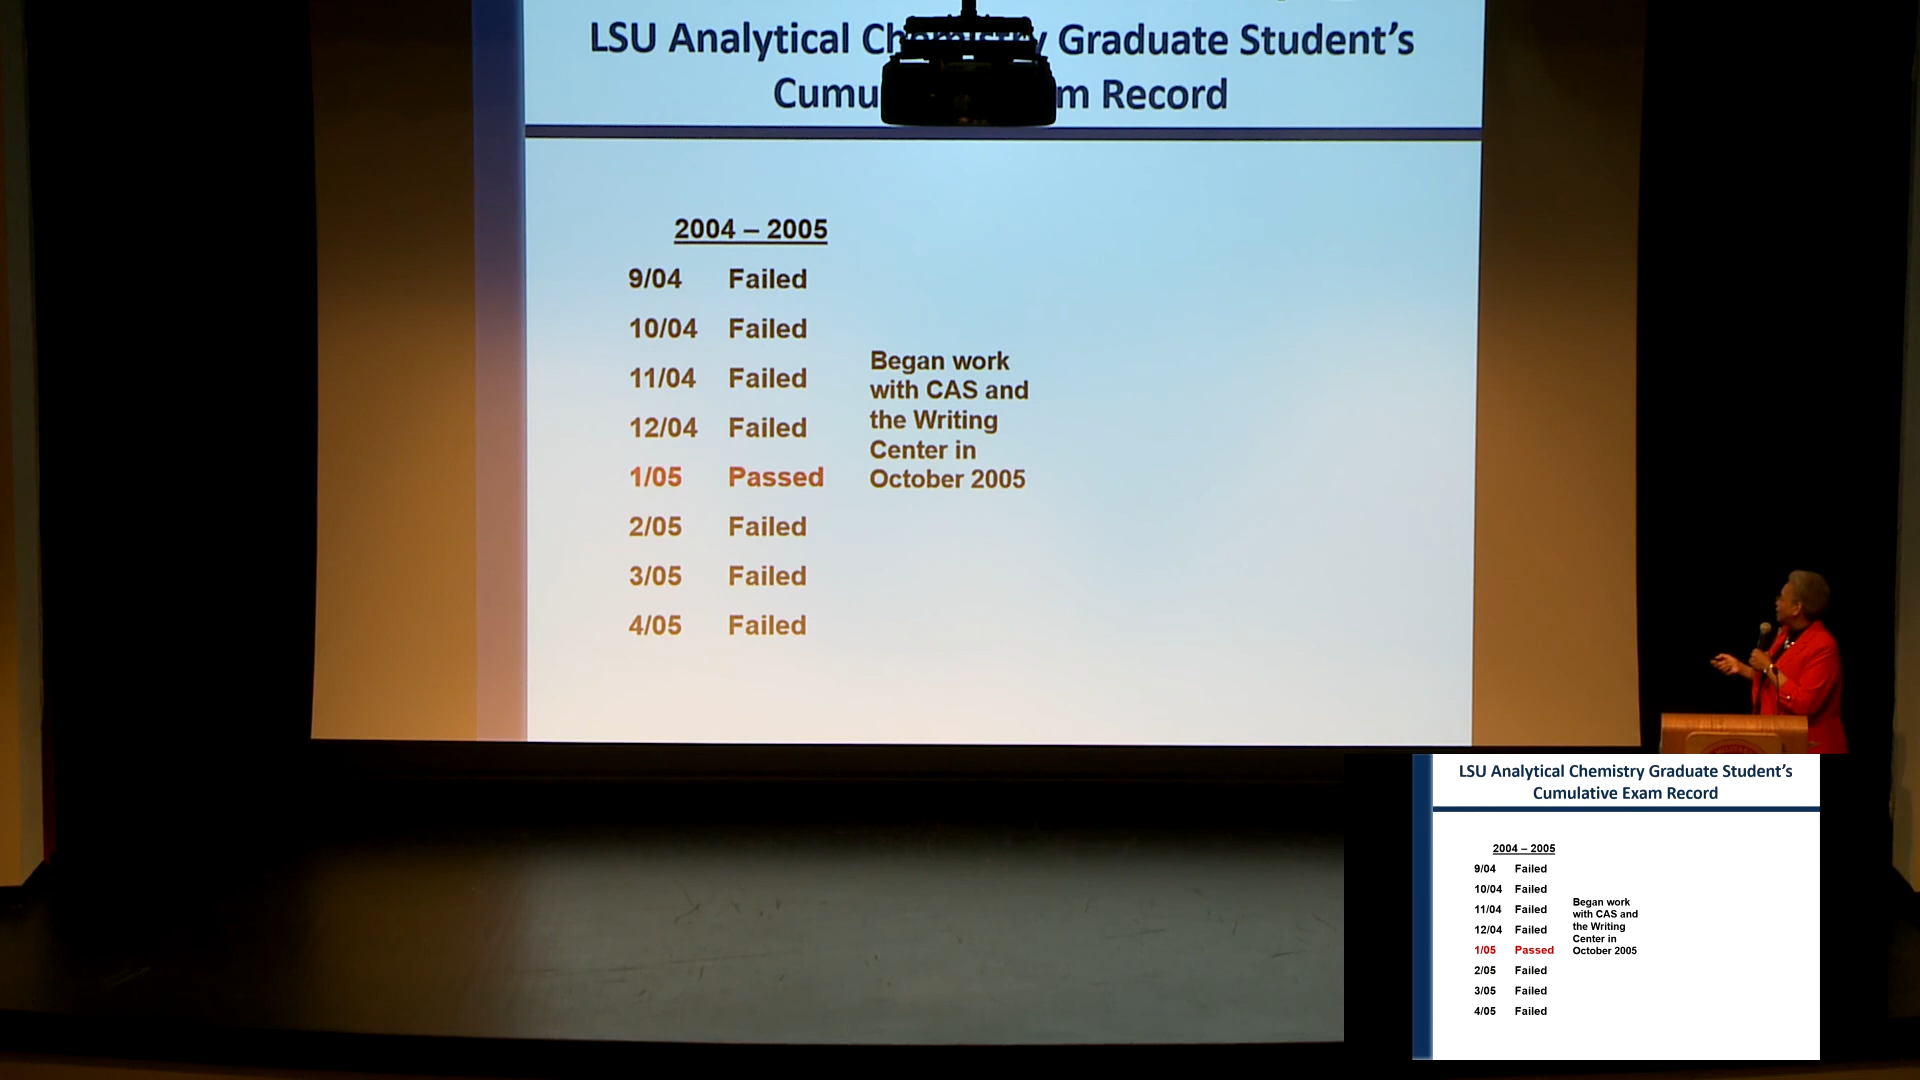 LSU Analytical Chemistry Graduate Student's
Cumu m Record
2004 – 2005
9/04 Failed
10/04 Failed
11/04 Failed
12/04 Failed
1/05 Passed
2/05 Failed
3/05 Failed
4/05 Failed
Began work
with CAS and
the Writing
Center in
October 2005
LSU Analytical Chemistry Graduate Student's
Cumulative Exam Record
2004 – 2005
9/04 Failed
10/04 Failed
11/04 Failed
12/04 Failed
1/05 Passed
2/05 Failed
3/05 Failed
4/05 Failed
Began work
with CAS and
the Writing
Center in
October 2005